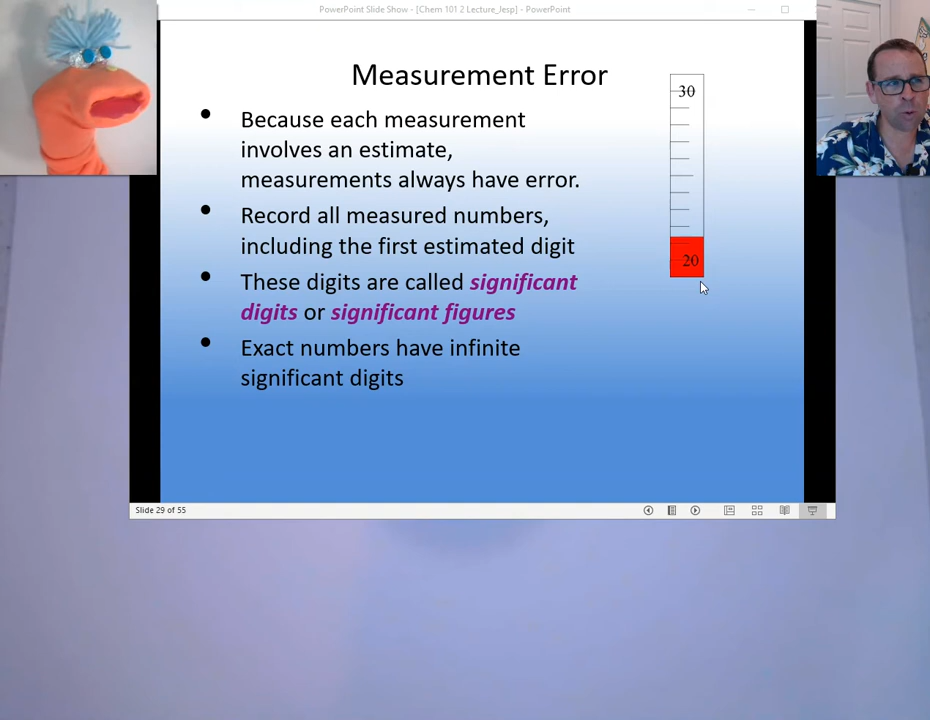 PowerPoint Slide Show - [Chem 101 2 Lecture_Jesp] - PowerPoint
Measurement Error
• Because each measurement
involves an estimate,
measurements always have error.
• Record all measured numbers,
including the first estimated digit
• These digits are called significant
digits or significant figures
• Exact numbers have infinite
significant digits
30
20
Slide 29 of 55